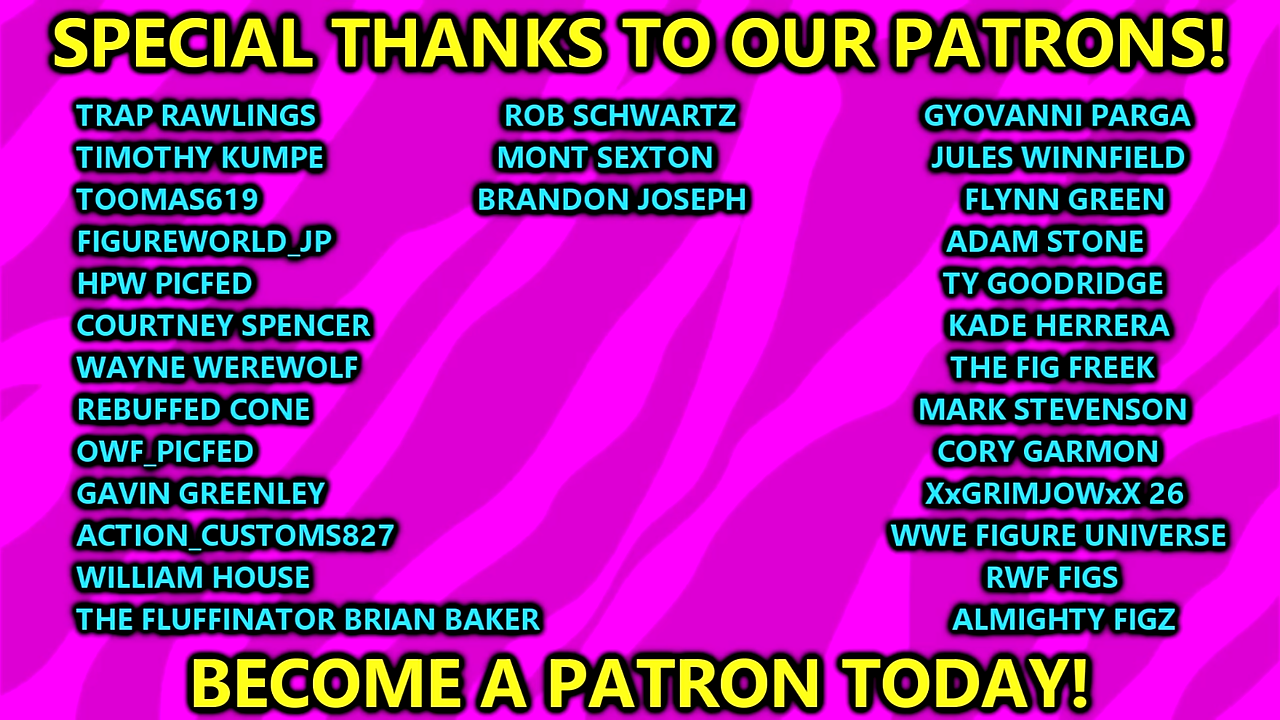 SPECIAL THANKS TO OUR PATRONS!
TRAP RAWLINGS
TIMOTHY KUMPE
TOOMAS619
FIGUREWORLD_JP
HPW PICFED
COURTNEY SPENCER
WAYNE WEREWOLF
REBUFFED CONE
OWF_PICFED
GAVIN GREENLEY
ACTION_CUSTOMS827
WILLIAM HOUSE
THE FLUFFINATOR BRIAN BAKER
ROB SCHWARTZ
MONT SEXTON
BRANDON JOSEPH
GYOVANNI PARGA
JULES WINNFIELD
FLYNN GREEN
ADAM STONE
TY GOODRIDGE
KADE HERRERA
THE FIG FREEK
MARK STEVENSON
CORY GARMON
XxGRIMJOWxX 26
WWE FIGURE UNIVERSE
RWF FIGS
ALMIGHTY FIGZ
BECOME A PATRON TODAY!